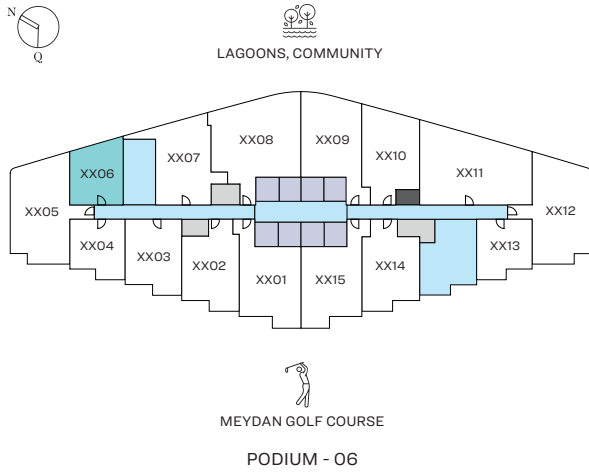 N
Q
LAGOONS, COMMUNITY
XX08
XX09
XX07
XX10
XX06
XX11
XX05
XX12
XX04
XX03
XX02
XX01
XX15
XX14
XX13
MEYDAN GOLF COURSE
PODIUM - 06